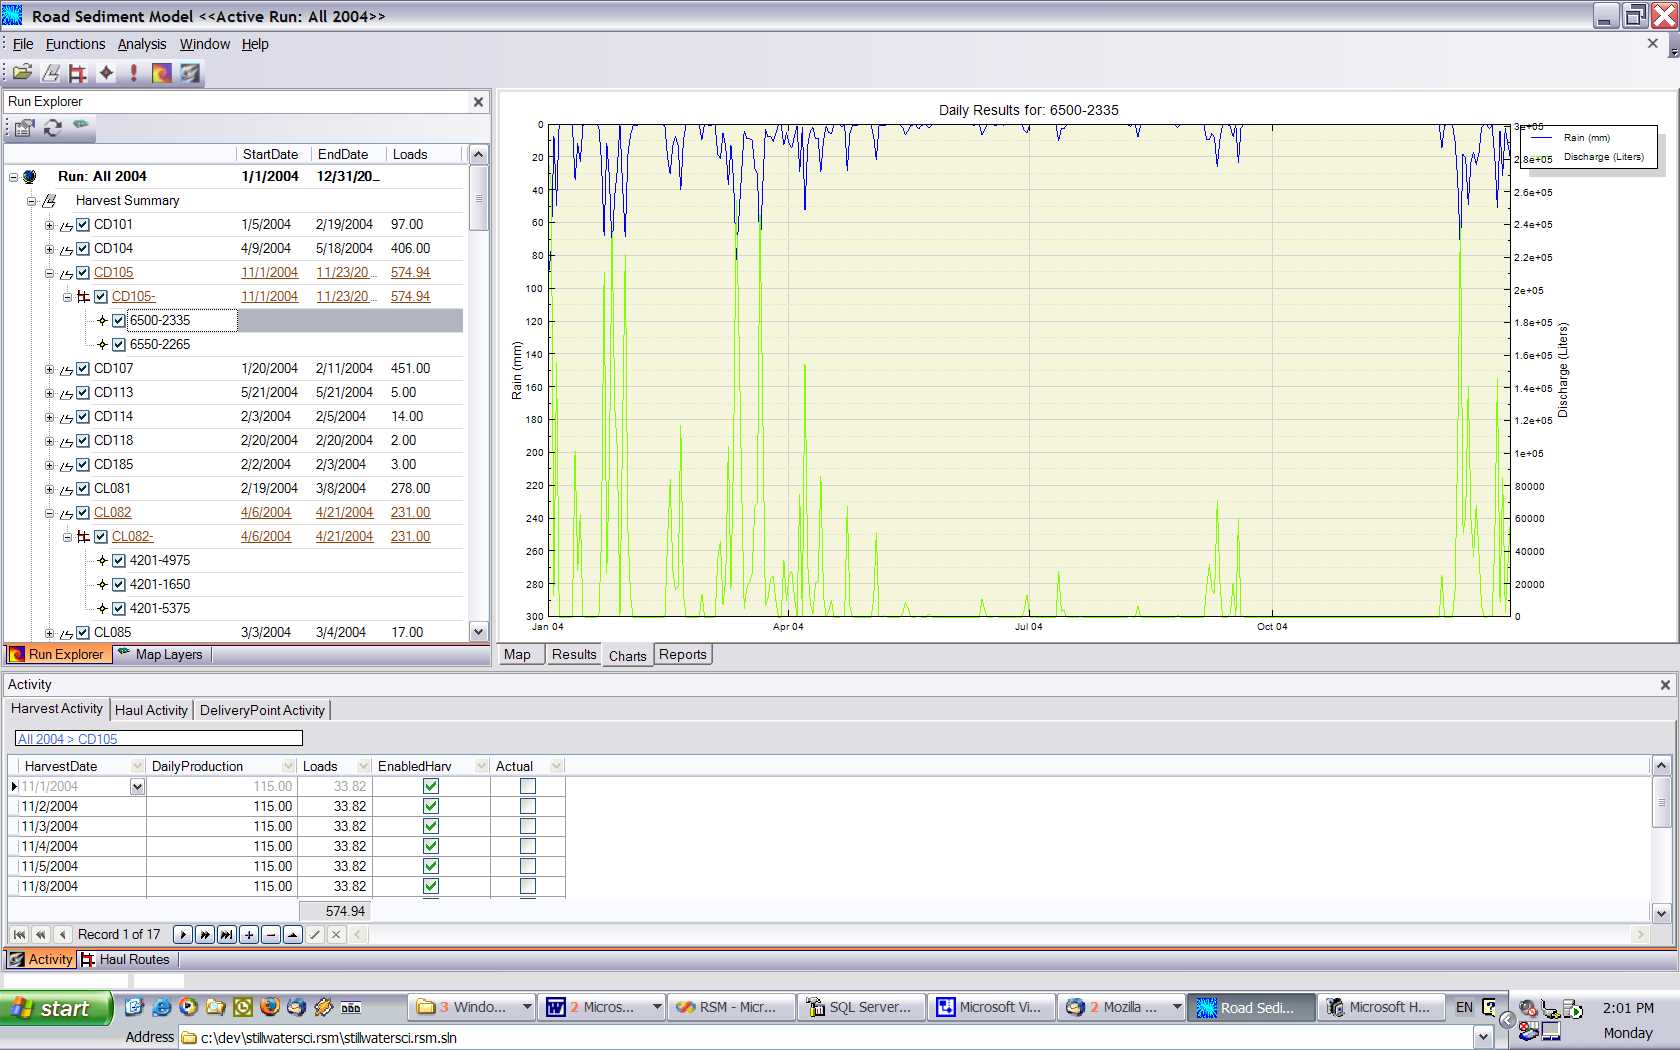 Road Sediment Model <<Active Run: All 2004>>
File Functions Analysis Window Help
Run Explorer
StartDate EndDate Loads
Run: All 2004 1/1/2004 12/31/20...
Harvest Summary
CD101 1/5/2004 2/19/2004 97.00
CD104 4/9/2004 5/18/2004 406.00
CD105 11/1/2004 11/23/20... 574.94
CD105- 11/1/2004 11/23/20... 574.94
6500-2335
6550-2265
CD107 1/20/2004 2/11/2004 451.00
CD113 5/21/2004 5/21/2004 5.00
CD114 2/3/2004 2/5/2004 14.00
CD118 2/20/2004 2/20/2004 2.00
CD185 2/2/2004 2/3/2004 3.00
CL081 2/19/2004 3/8/2004 278.00
CL082 4/6/2004 4/21/2004 231.00
CL082- 4/6/2004 4/21/2004 231.00
4201-4975
4201-1650
4201-5375
CL085 3/3/2004 3/4/2004 17.00
Run Explorer Map Layers
Daily Results for: 6500-2335
Rain (mm)
0
20
40
60
80
100
120
140
160
180
200
220
240
260
280
300
Jan 04 Apr 04 Jul 04 Oct 04
3e+05
2.8e+05
2.6e+05
2.4e+05
2.2e+05
2e+05
1.8e+05
1.6e+05
1.4e+05
1.2e+05
1e+05
80000
60000
40000
20000
0
Discharge (Liters)
Rain (mm)
Discharge (Liters)
Map Results Charts Reports
Activity
Harvest Activity Haul Activity DeliveryPoint Activity
All 2004 > CD105
HarvestDate DailyProduction Loads EnabledHarv Actual
11/1/2004 115.00 33.82
11/2/2004 115.00 33.82
11/3/2004 115.00 33.82
11/4/2004 115.00 33.82
11/5/2004 115.00 33.82
11/8/2004 115.00 33.82
574.94
Record 1 of 17
Activity Haul Routes
start 3 Windo... 2 Micros... RSM - Micr... SQL Server... Microsoft Vi... 2 Mozilla ... Road Sedi... Microsoft H... EN 2:01 PM
Monday
Address c:\dev\stillwatersci.rsm\stillwatersci.rsm.sln